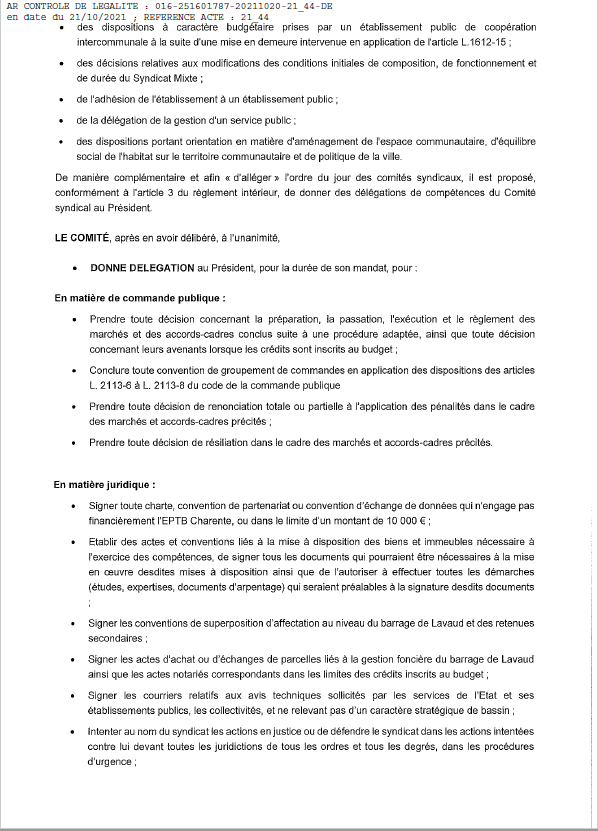 AR CONTROLE DE LEGALITE : 016-251601787-20211020-21_44-DE
en date du 21/10/2021 ; REFERENCE ACTE : 21_44
• des dispositions à caractère budgétaire prises par un établissement public de coopération
intercommunale à la suite d'une mise en demeure intervenue en application de l'article L.1612-15 ;
• des décisions relatives aux modifications des conditions initiales de composition, de fonctionnement et
de durée du Syndicat Mixte ;
• de l'adhésion de l'établissement à un établissement public ;
• de la délégation de la gestion d'un service public ;
• des dispositions portant orientation en matière d'aménagement de l'espace communautaire, d'équilibre
social de l'habitat sur le territoire communautaire et de politique de la ville.
De manière complémentaire et afin « d'alléger » l'ordre du jour des comités syndicaux, il est proposé,
conformément à l'article 3 du règlement intérieur, de donner des délégations de compétences du Comité
syndical au Président.
LE COMITÉ, après en avoir délibéré, à l'unanimité,
• DONNE DELEGATION au Président, pour la durée de son mandat, pour :
En matière de commande publique :
• Prendre toute décision concernant la préparation, la passation, l'exécution et le règlement des
marchés et des accords-cadres conclus suite à une procédure adaptée, ainsi que toute décision
concernant leurs avenants lorsque les crédits sont inscrits au budget ;
• Conclure toute convention de groupement de commandes en application des dispositions des articles
L. 2113-6 à L. 2113-8 du code de la commande publique
• Prendre toute décision de renonciation totale ou partielle à l'application des pénalités dans le cadre
des marchés et accords-cadres précités ;
• Prendre toute décision de résiliation dans le cadre des marchés et accords-cadres précités.
En matière juridique :
• Signer toute charte, convention de partenariat ou convention d'échange de données qui n'engage pas
financièrement l'EPTB Charente, ou dans le limite d'un montant de 10 000 € ;
• Etablir des actes et conventions liés à la mise à disposition des biens et immeubles nécessaire à
l'exercice des compétences, de signer tous les documents qui pourraient être nécessaires à la mise
en œuvre desdites mises à disposition ainsi que de l'autoriser à effectuer toutes les démarches
(études, expertises, documents d'arpentage) qui seraient préalables à la signature desdits documents
;
• Signer les conventions de superposition d'affectation au niveau du barrage de Lavaud et des retenues
secondaires ;
• Signer les actes d'achat ou d'échanges de parcelles liés à la gestion foncière du barrage de Lavaud
ainsi que les actes notariés correspondants dans les limites des crédits inscrits au budget ;
• Signer les courriers relatifs aux avis techniques sollicités par les services de l'Etat et ses
établissements publics, les collectivités, et ne relevant pas d'un caractère stratégique de bassin ;
• Intenter au nom du syndicat les actions en justice ou de défendre le syndicat dans les actions intentées
contre lui devant toutes les juridictions de tous les ordres et tous les degrés, dans les procédures
d'urgence ;